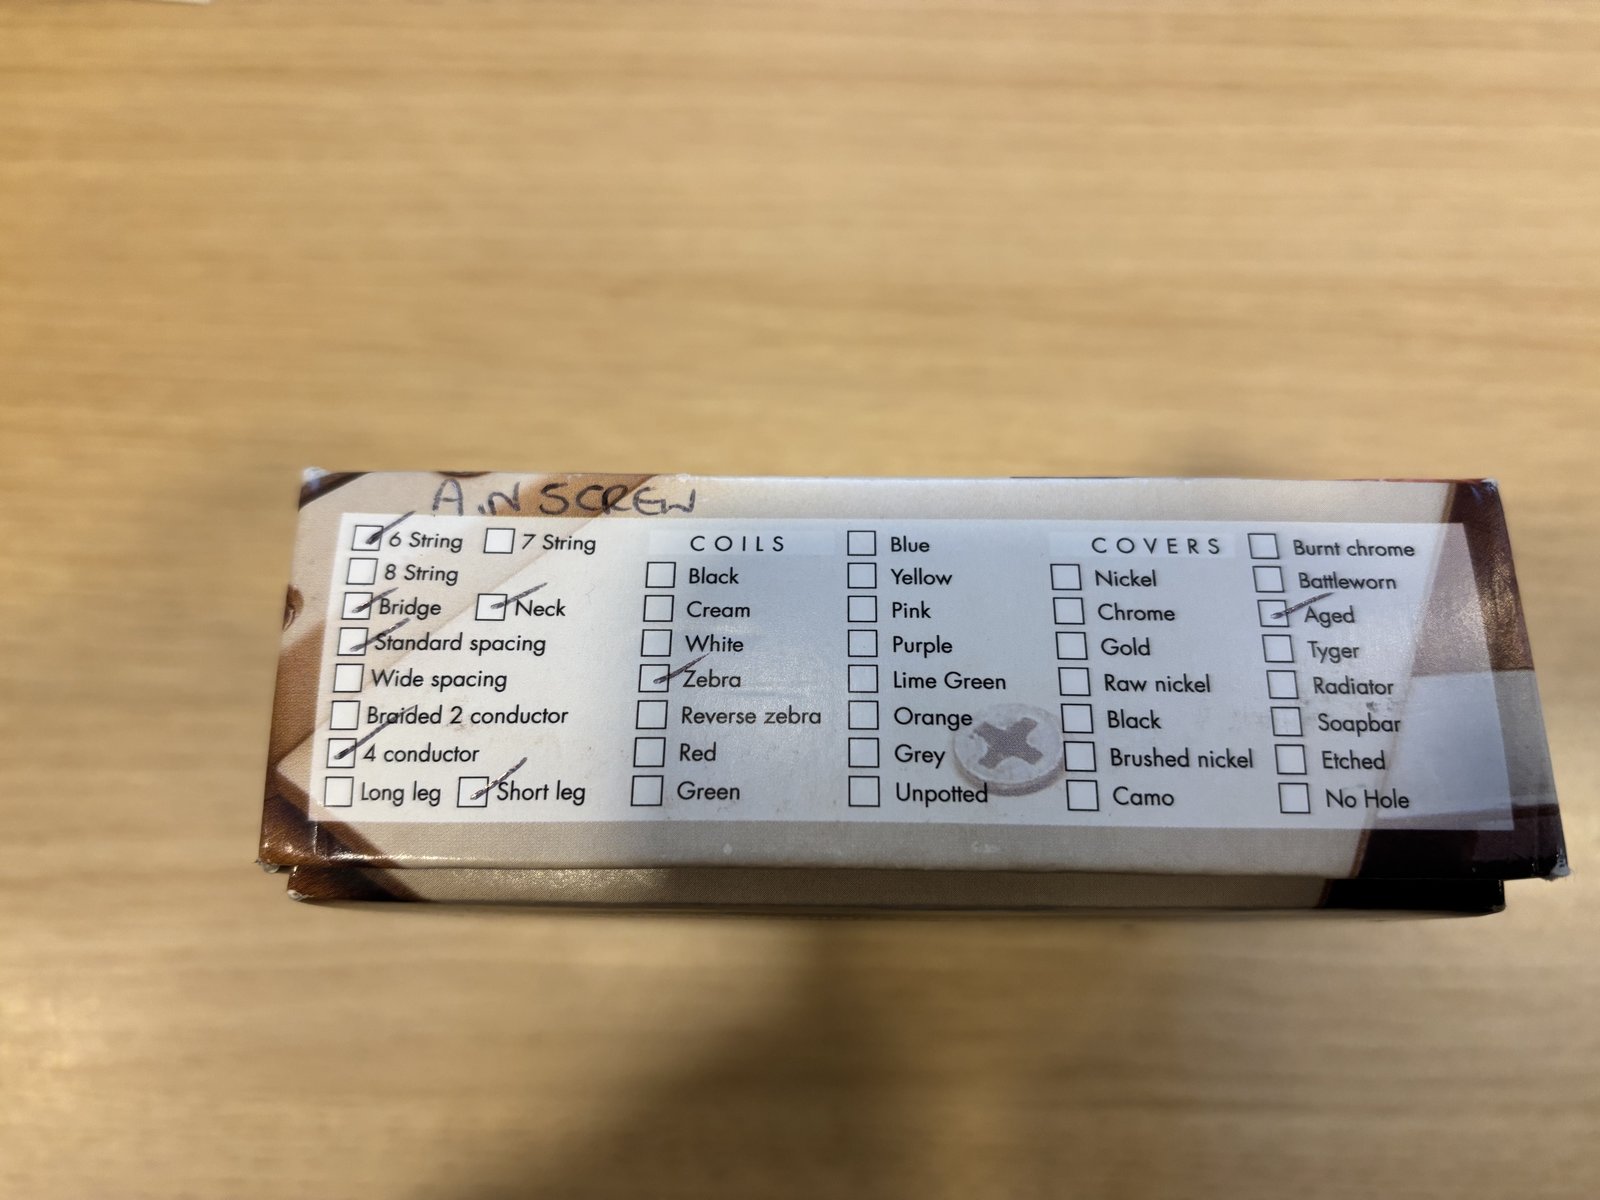 A.N SCREW
6 String 7 String
8 String
Bridge Neck
Standard spacing
Wide spacing
Braided 2 conductor
4 conductor
Long leg Short leg
COILS
Black
Cream
White
Zebra
Reverse zebra
Red
Green
Blue
Yellow
Pink
Purple
Lime Green
Orange
Grey
Unpotted
COVERS
Nickel
Chrome
Gold
Raw nickel
Black
Brushed nickel
Camo
Burnt chrome
Battleworn
Aged
Tyger
Radiator
Soapbar
Etched
No Hole